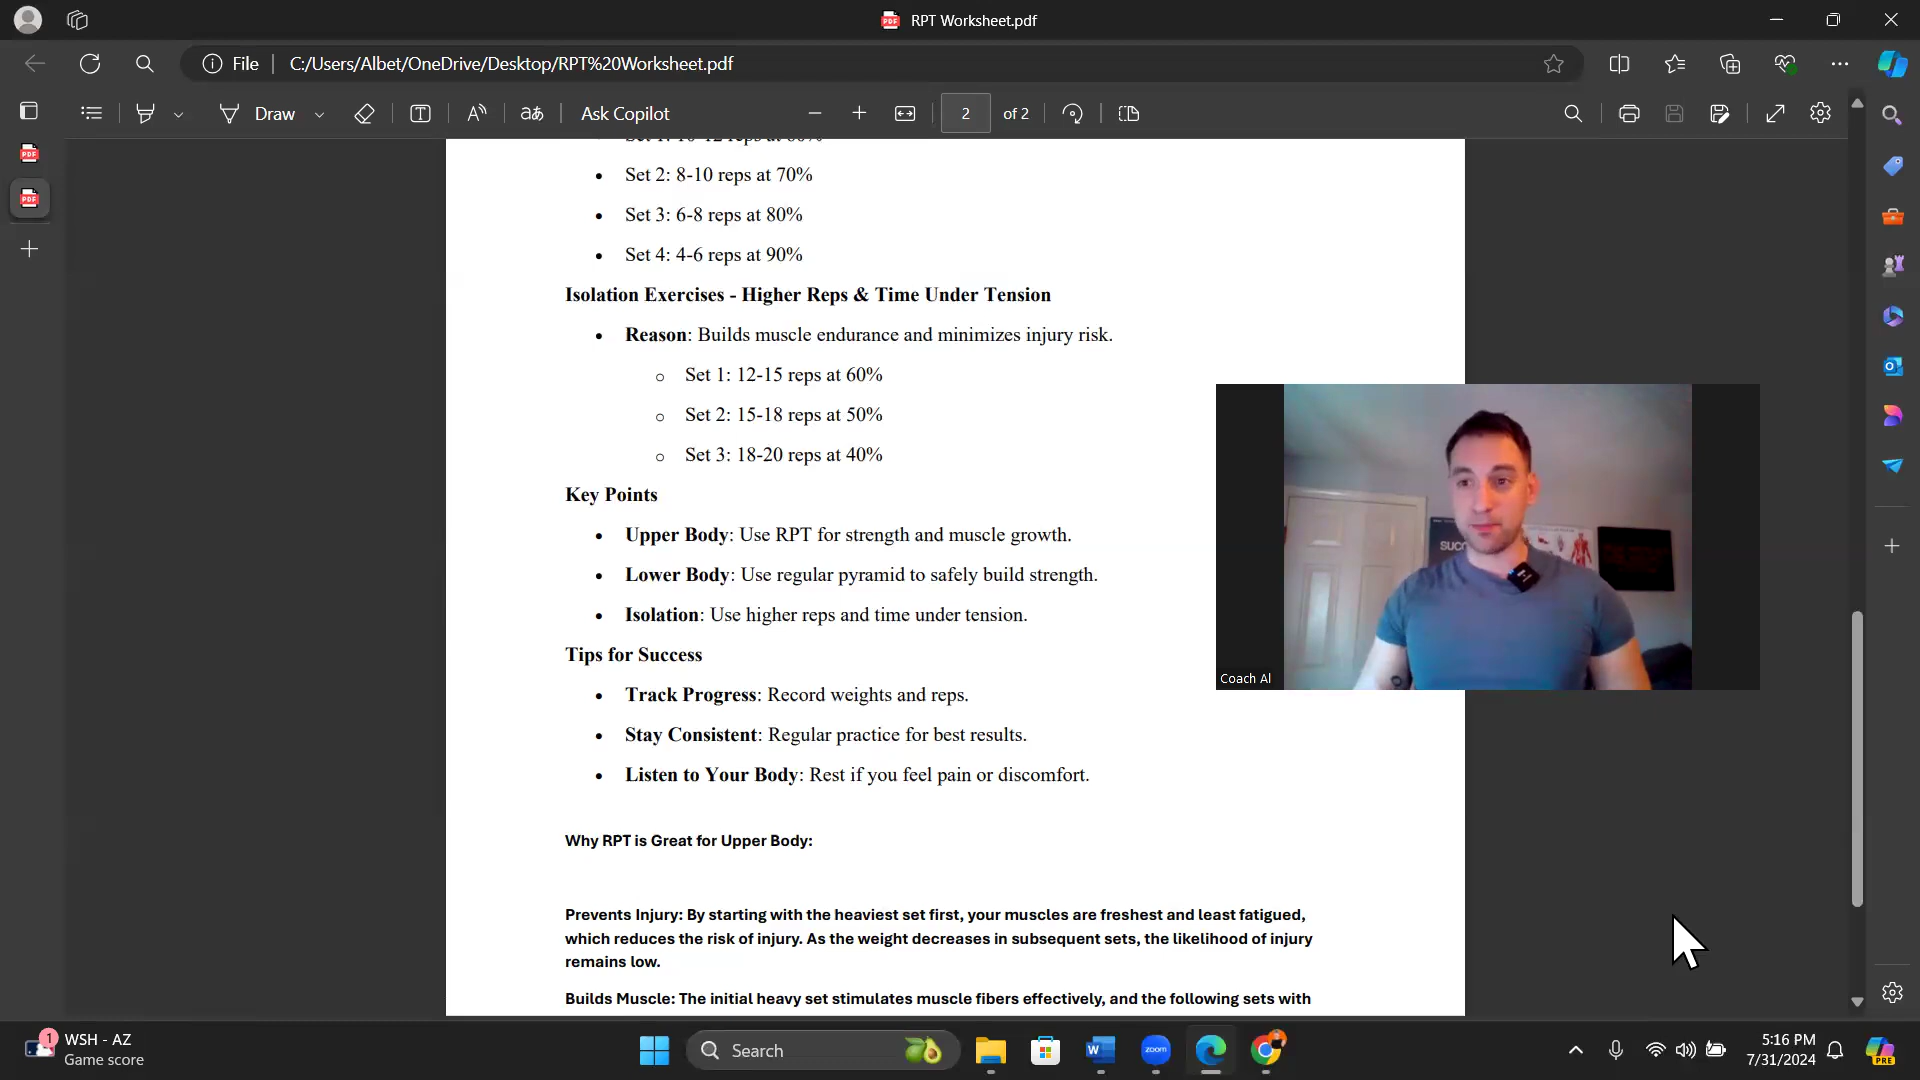 RPT Worksheet.pdf
File
C:/Users/Albet/OneDrive/Desktop/RPT%20Worksheet.pdf
Draw
Ask Copilot
2 of 2
Set 2: 8-10 reps at 70%
Set 3: 6-8 reps at 80%
Set 4: 4-6 reps at 90%
Isolation Exercises - Higher Reps & Time Under Tension
Reason: Builds muscle endurance and minimizes injury risk.
Set 1: 12-15 reps at 60%
Set 2: 15-18 reps at 50%
Set 3: 18-20 reps at 40%
Key Points
Upper Body: Use RPT for strength and muscle growth.
Lower Body: Use regular pyramid to safely build strength.
Isolation: Use higher reps and time under tension.
Tips for Success
Track Progress: Record weights and reps.
Stay Consistent: Regular practice for best results.
Listen to Your Body: Rest if you feel pain or discomfort.
Coach Al
Why RPT is Great for Upper Body:
Prevents Injury: By starting with the heaviest set first, your muscles are freshest and least fatigued,
which reduces the risk of injury. As the weight decreases in subsequent sets, the likelihood of injury
remains low.
Builds Muscle: The initial heavy set stimulates muscle fibers effectively, and the following sets with
1
WSH - AZ
Game score
Search
zoom
5:16 PM
7/31/2024
PRE